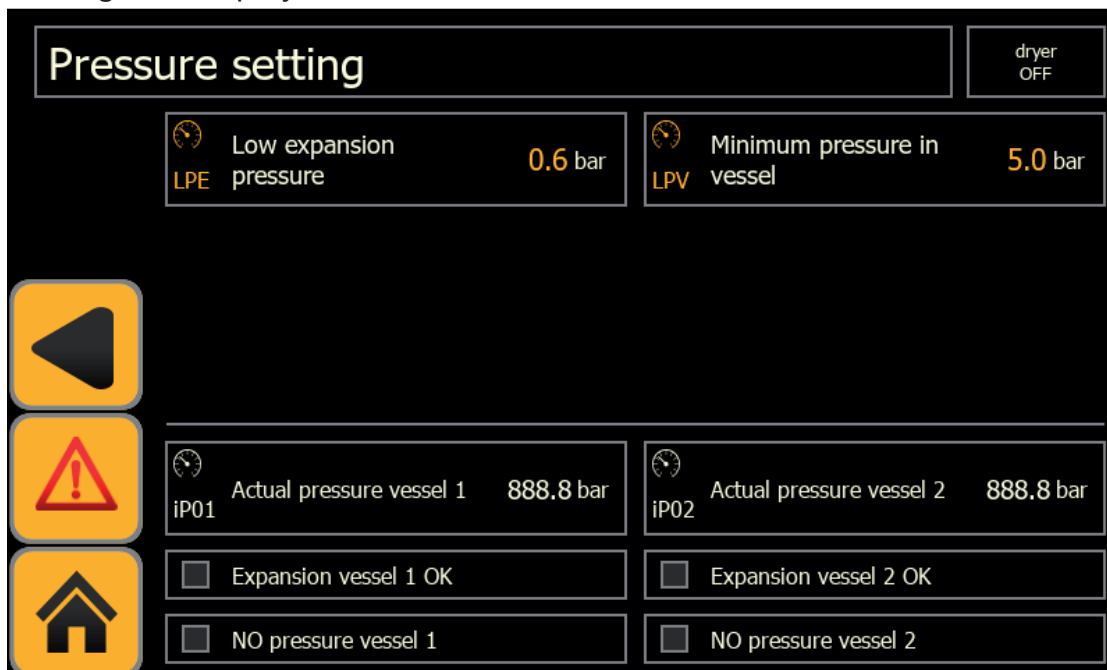 Pressure setting
dryer
OFF
Low expansion
pressure
LPE
0.6 bar
Minimum pressure in
vessel
LPV
5.0 bar
iP01
Actual pressure vessel 1
888.8 bar
iP02
Actual pressure vessel 2
888.8 bar
Expansion vessel 1 OK
Expansion vessel 2 OK
NO pressure vessel 1
NO pressure vessel 2